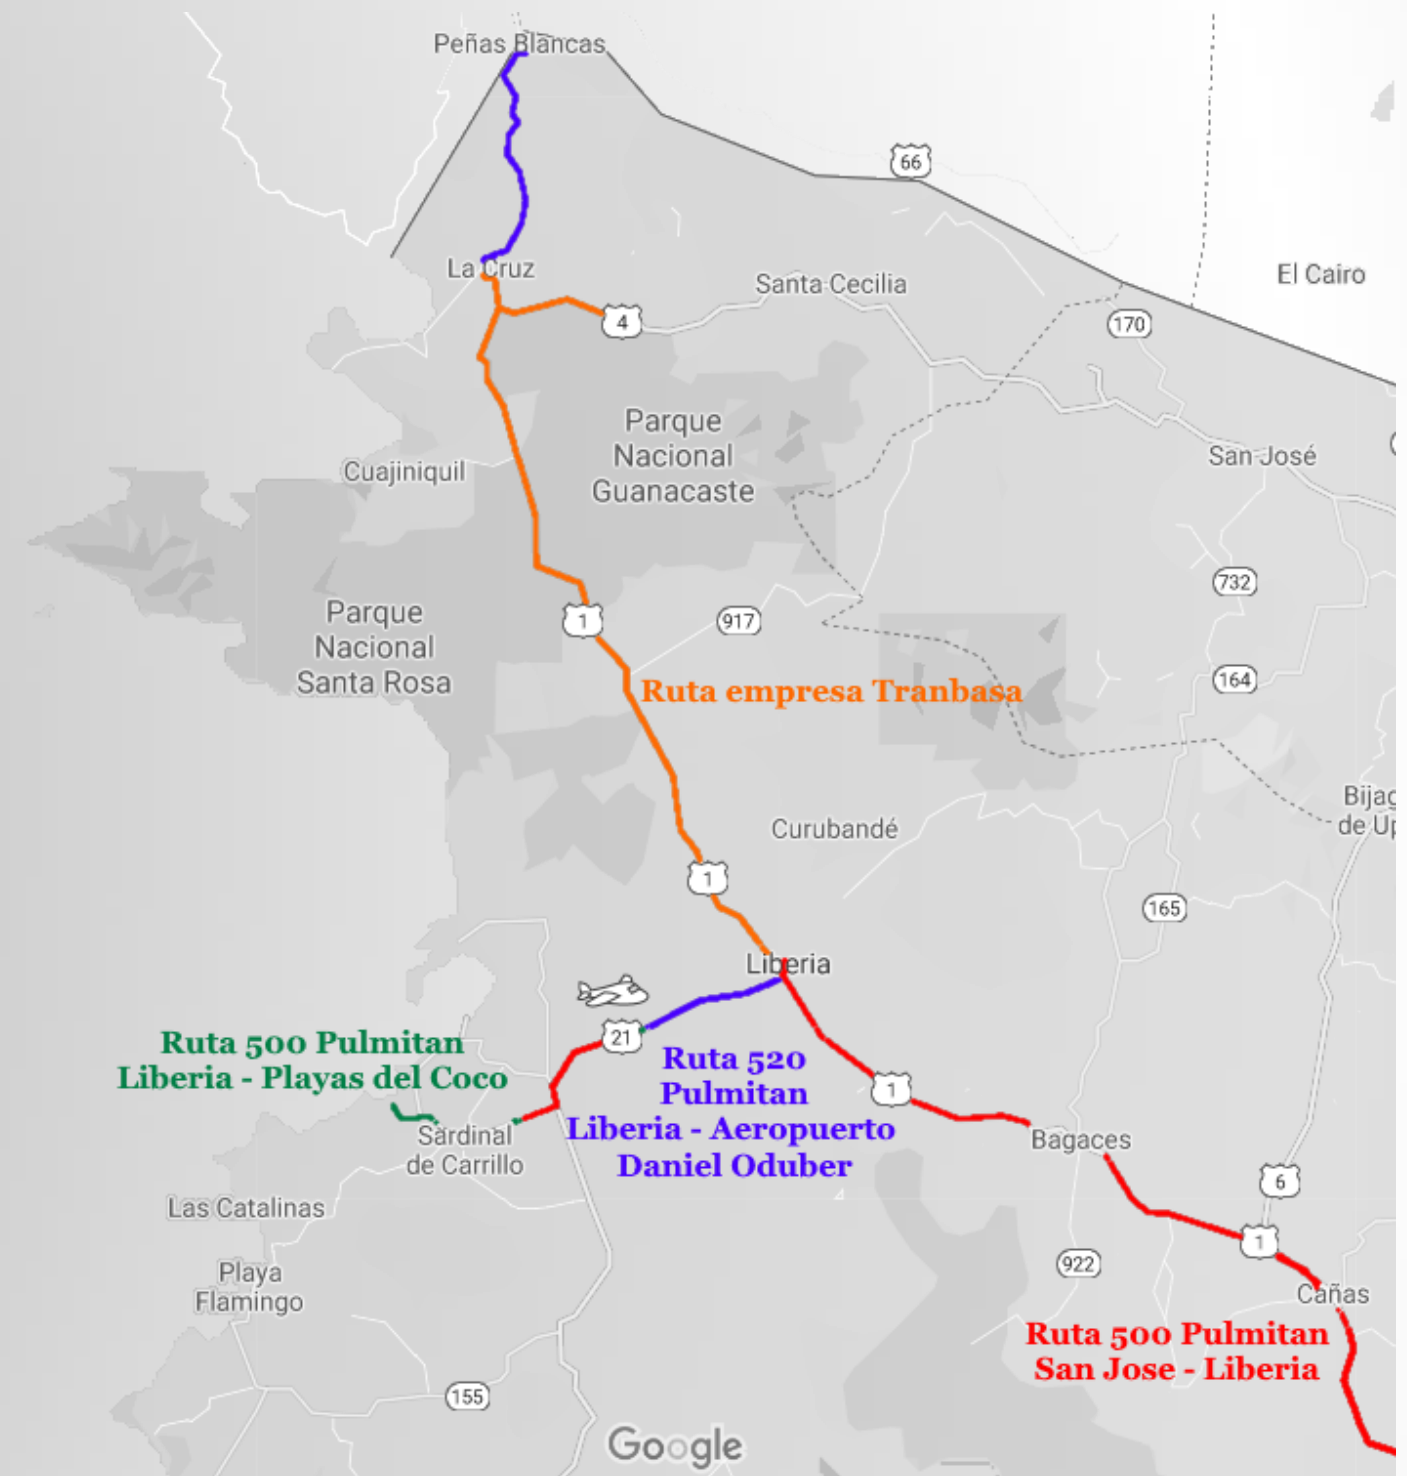 Peñas Blancas
66
La Cruz
Santa Cecilia
El Cairo
4
170
Parque
Nacional
Guanacaste
San José
Cuajiniquil
732
Parque
Nacional
Santa Rosa
1
917
164
Ruta empresa Tranbasa
Bijag
de Up
Curubandé
1
165
Liberia
21
Ruta 500 Pulmitan
Liberia - Playas del Coco
Ruta 520
Pulmitan
Liberia - Aeropuerto
Daniel Oduber
1
Sardinal
de Carrillo
Bagaces
6
Las Catalinas
1
922
Playa
Flamingo
Cañas
Ruta 500 Pulmitan
San Jose - Liberia
155
Google